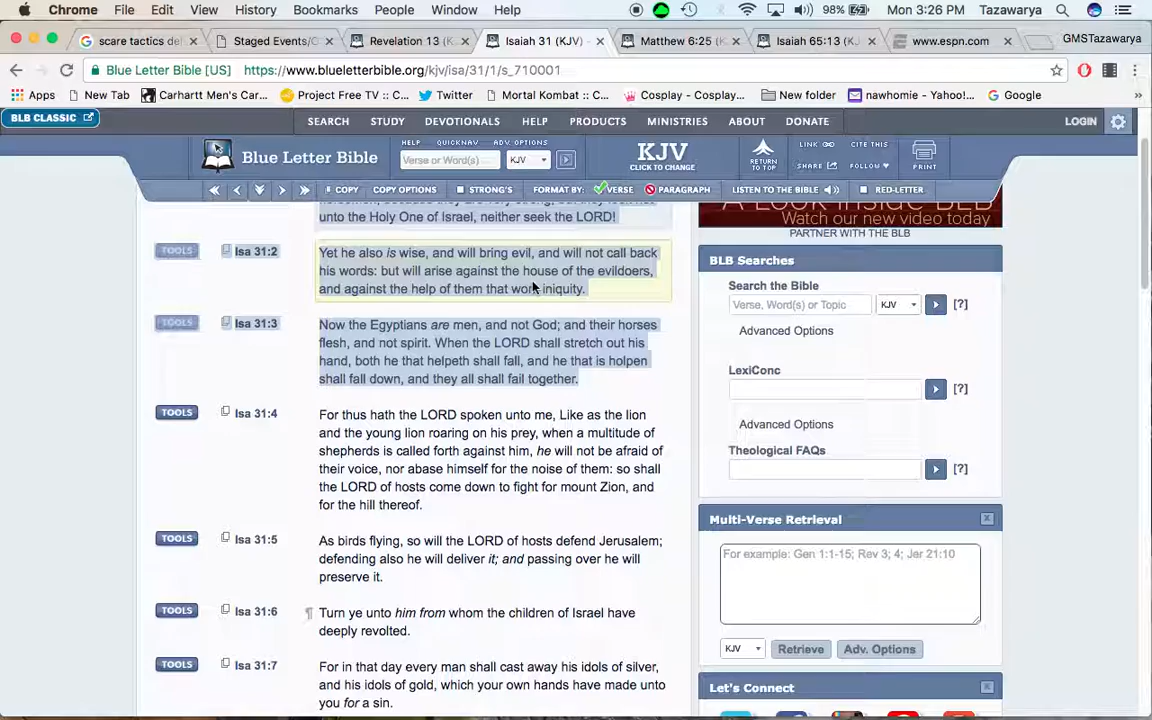 Chrome File Edit View History Bookmarks People Window Help 98% Mon 3:26 PM Tazawarya
scare tactics de Staged Events/C Revelation 13 (K Isaiah 31 (KJV) - Matthew 6:25 (K Isaiah 65:13 (K www.espn.com GMSTazawarya
Blue Letter Bible [US] https://www.blueletterbible.org/kjv/isa/31/1/s_710001
Apps New Tab Carhartt Men's Car... Project Free TV :: C... Twitter Mortal Kombat :: C... Cosplay - Cosplay... New folder nawhomie - Yahoo!... Google
BLB CLASSIC SEARCH STUDY DEVOTIONALS HELP PRODUCTS MINISTRIES ABOUT DONATE LOGIN
HELP QUICKNAV ADV. OPTIONS
Blue Letter Bible Verse or Word(s) KJV
KJV
CLICK TO CHANGE
RETURN
TO TOP
LINK CITE THIS
SHARE FOLLOW
PRINT
COPY COPY OPTIONS STRONG'S FORMAT BY: VERSE PARAGRAPH LISTEN TO THE BIBLE RED-LETTER
unto the Holy One of Israel, neither seek the LORD!
TOOLS Isa 31:2 Yet he also is wise, and will bring evil, and will not call back
his words: but will arise against the house of the evildoers,
and against the help of them that work iniquity.
TOOLS Isa 31:3 Now the Egyptians are men, and not God; and their horses
flesh, and not spirit. When the LORD shall stretch out his
hand, both he that helpeth shall fall, and he that is holpen
shall fall down, and they all shall fail together.
TOOLS Isa 31:4 For thus hath the LORD spoken unto me, Like as the lion
and the young lion roaring on his prey, when a multitude of
shepherds is called forth against him, he will not be afraid of
their voice, nor abase himself for the noise of them: so shall
the LORD of hosts come down to fight for mount Zion, and
for the hill thereof.
TOOLS Isa 31:5 As birds flying, so will the LORD of hosts defend Jerusalem;
defending also he will deliver it; and passing over he will
preserve it.
TOOLS Isa 31:6 ¶ Turn ye unto him from whom the children of Israel have
deeply revolted.
TOOLS Isa 31:7 For in that day every man shall cast away his idols of silver,
and his idols of gold, which your own hands have made unto
you for a sin.
A LOOK INSIDE BLB
Watch our new video today
PARTNER WITH THE BLB
BLB Searches
Search the Bible
Verse, Word(s) or Topic KJV [?]
Advanced Options
LexiConc
[?]
Advanced Options
Theological FAQs
[?]
Multi-Verse Retrieval
For example: Gen 1:1-15; Rev 3; 4; Jer 21:10
KJV Retrieve Adv. Options
Let's Connect